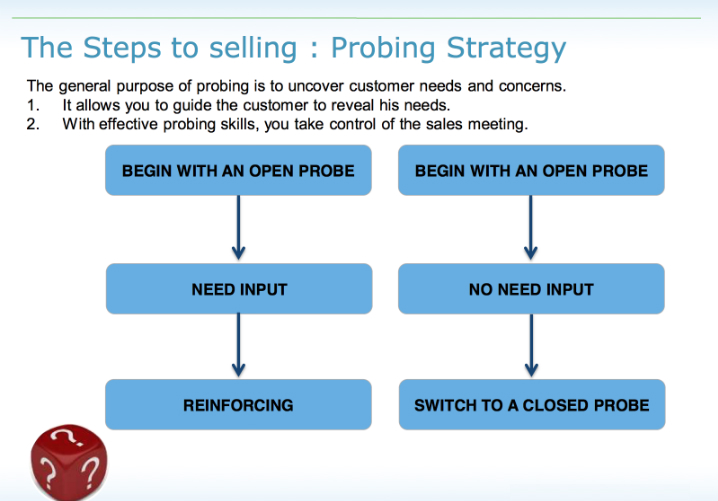 The Steps to selling : Probing Strategy
The general purpose of probing is to uncover customer needs and concerns.
1. It allows you to guide the customer to reveal his needs.
2. With effective probing skills, you take control of the sales meeting.
BEGIN WITH AN OPEN PROBE
NEED INPUT
REINFORCING
BEGIN WITH AN OPEN PROBE
NO NEED INPUT
SWITCH TO A CLOSED PROBE
? ? ?